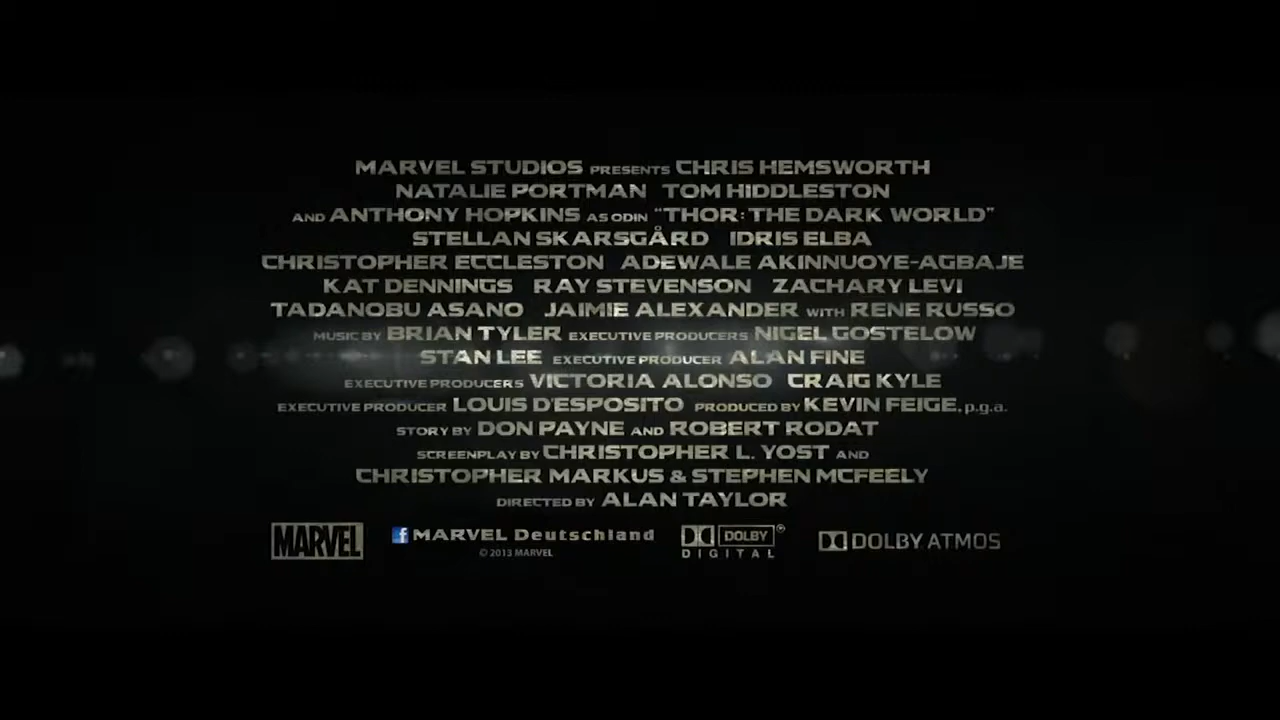 MARVEL STUDIOS PRESENTS CHRIS HEMSWORTH
NATALIE PORTMAN TOM HIDDLESTON
AND ANTHONY HOPKINS AS ODIN "THOR: THE DARK WORLD"
STELLAN SKARSGÅRD IDRIS ELBA
CHRISTOPHER ECCLESTON ADEWALE AKINNUOYE-AGBAJE
KAT DENNINGS RAY STEVENSON ZACHARY LEVI
TADANOBU ASANO JAIMIE ALEXANDER WITH RENE RUSSO
MUSIC BY BRIAN TYLER EXECUTIVE PRODUCERS NIGEL GOSTELOW
STAN LEE EXECUTIVE PRODUCER ALAN FINE
EXECUTIVE PRODUCERS VICTORIA ALONSO CRAIG KYLE
EXECUTIVE PRODUCER LOUIS D'ESPOSITO PRODUCED BY KEVIN FEIGE, p.g.a.
STORY BY DON PAYNE AND ROBERT RODAT
SCREENPLAY BY CHRISTOPHER L. YOST AND
CHRISTOPHER MARKUS & STEPHEN MCFEELY
DIRECTED BY ALAN TAYLOR
MARVEL f MARVEL Deutschland DOLBY DOLBY ATMOS
© 2013 MARVEL DIGITAL